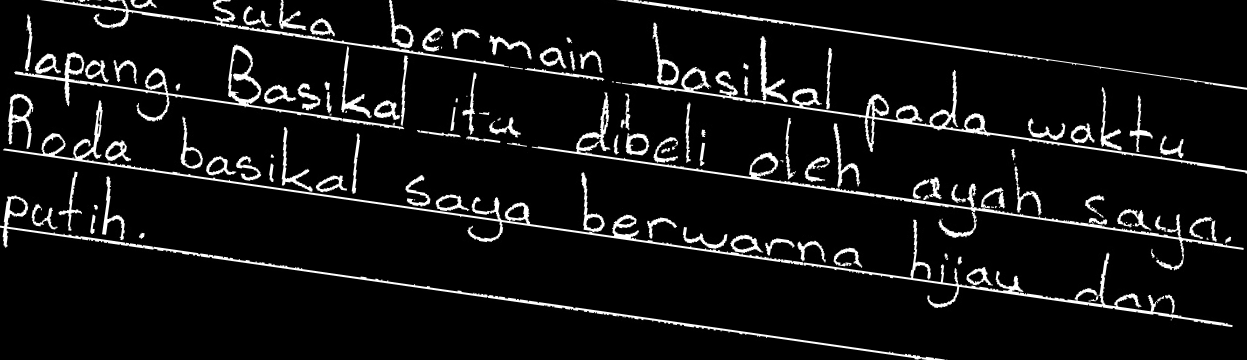 suka bermain basikal pada waktu
lapang. Basikal itu dibeli oleh ayah saya.
Roda basikal saya berwarna hijau dan
putih.